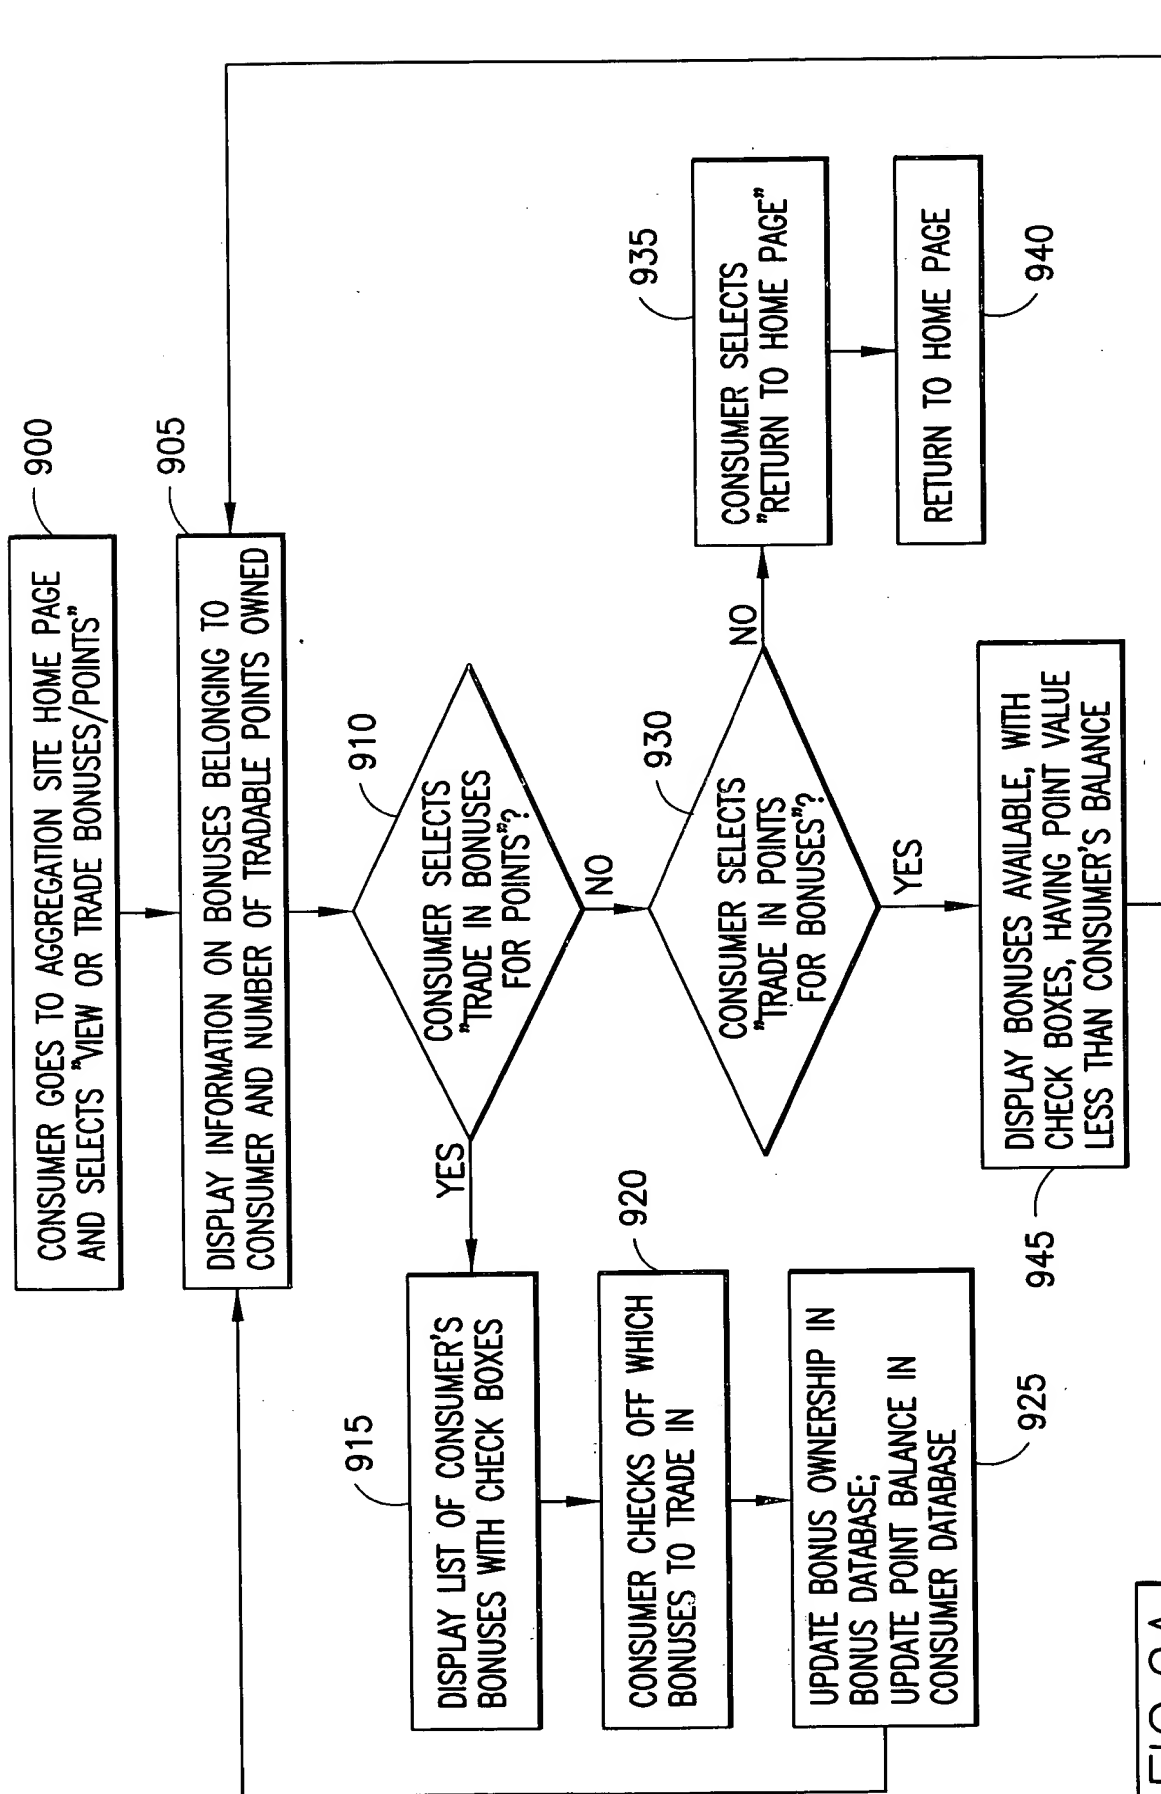 900
CONSUMER GOES TO AGGREGATION SITE HOME PAGE
AND SELECTS "VIEW OR TRADE BONUSES/POINTS"
905
DISPLAY INFORMATION ON BONUSES BELONGING TO
CONSUMER AND NUMBER OF TRADABLE POINTS OWNED
910
CONSUMER SELECTS
"TRADE IN BONUSES
FOR POINTS"?
YES
NO
915
DISPLAY LIST OF CONSUMER'S
BONUSES WITH CHECK BOXES
920
CONSUMER CHECKS OFF WHICH
BONUSES TO TRADE IN
925
UPDATE BONUS OWNERSHIP IN
BONUS DATABASE;
UPDATE POINT BALANCE IN
CONSUMER DATABASE
930
CONSUMER SELECTS
"TRADE IN POINTS
FOR BONUSES"?
NO
YES
935
CONSUMER SELECTS
"RETURN TO HOME PAGE"
940
RETURN TO HOME PAGE
945
DISPLAY BONUSES AVAILABLE, WITH
CHECK BOXES, HAVING POINT VALUE
LESS THAN CONSUMER'S BALANCE